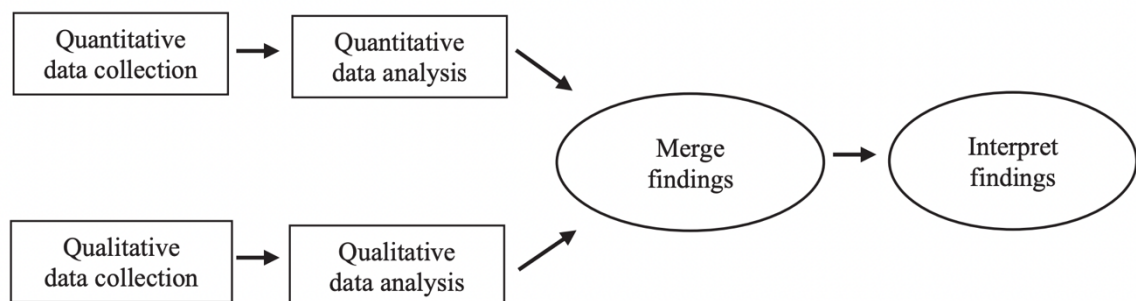 Quantitative
data collection
Quantitative
data analysis
Merge
findings
Interpret
findings
Qualitative
data collection
Qualitative
data analysis